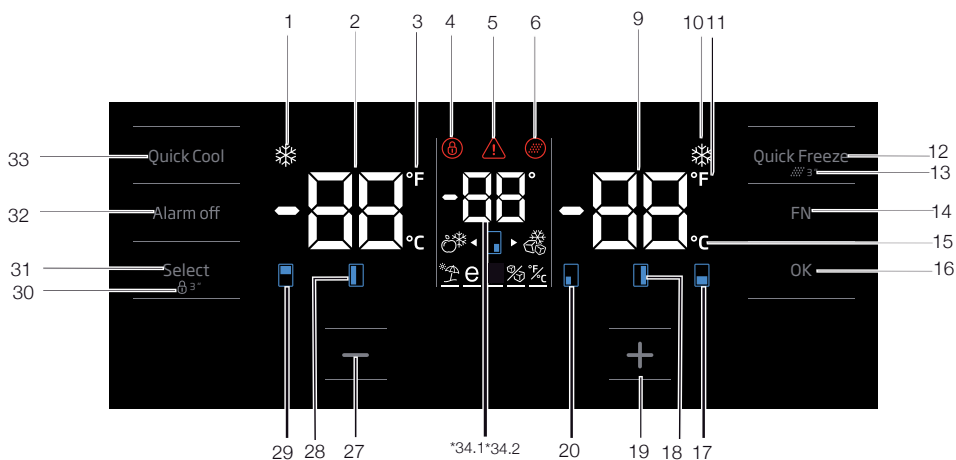 1 2 3 4 5 6 9 10 11
33 Quick Cool °F °F Quick Freeze 12
3" 13
-88 -88° -88
32 Alarm off FN 14
°C °C 15
31 Select OK 16
30 3" e °F/°C
29 28 27 *34.1*34.2 20 19 18 17